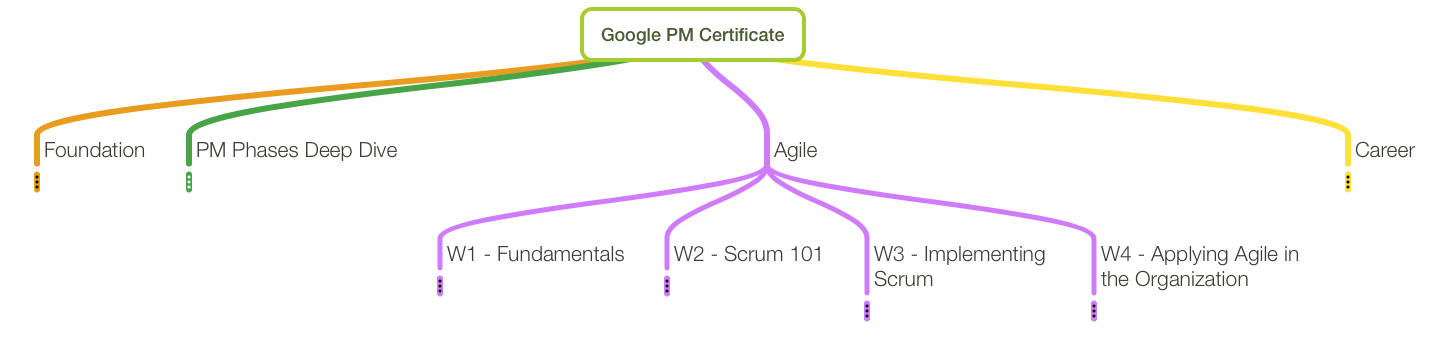 Google PM Certificate
Foundation
PM Phases Deep Dive
Agile
Career
W1 - Fundamentals
W2 - Scrum 101
W3 - Implementing
Scrum
W4 - Applying Agile in
the Organization